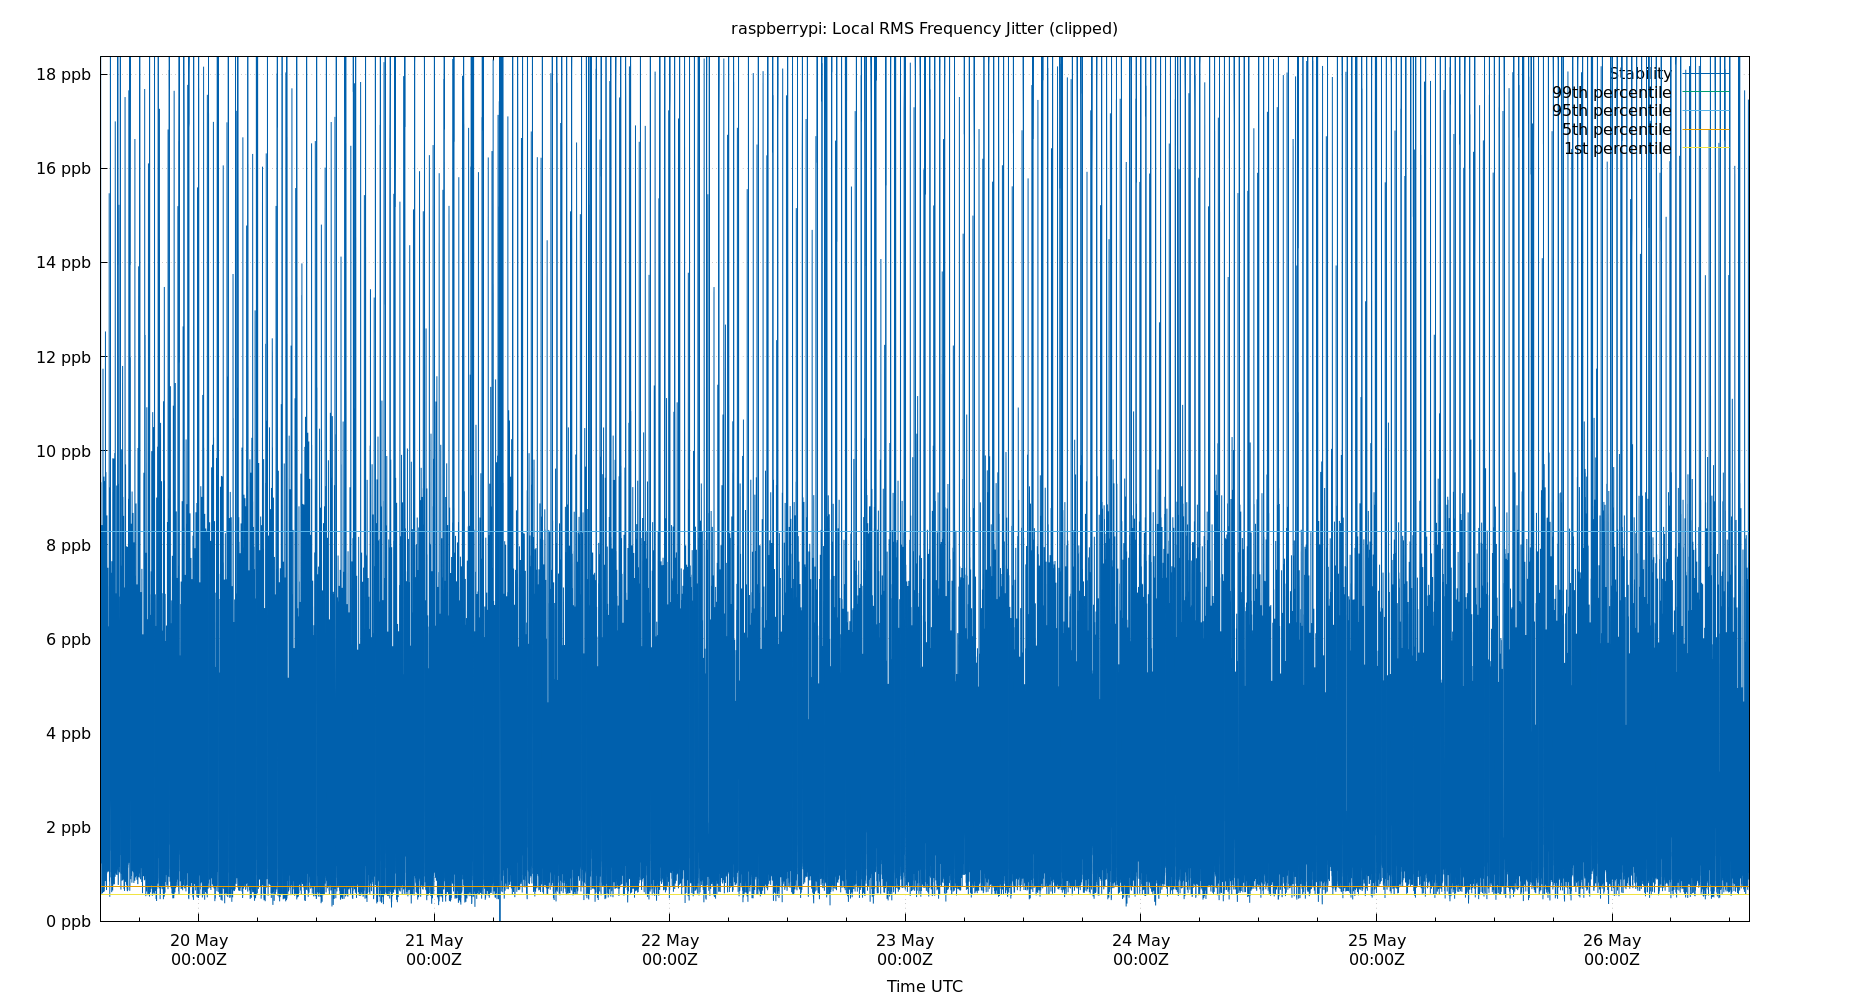 raspberrypi: Local RMS Frequency Jitter (clipped)
18 ppb
16 ppb
14 ppb
12 ppb
10 ppb
8 ppb
6 ppb
4 ppb
2 ppb
0 ppb
Stability
99th percentile
95th percentile
5th percentile
1st percentile
20 May
00:00Z
21 May
00:00Z
22 May
00:00Z
23 May
00:00Z
24 May
00:00Z
25 May
00:00Z
26 May
00:00Z
Time UTC